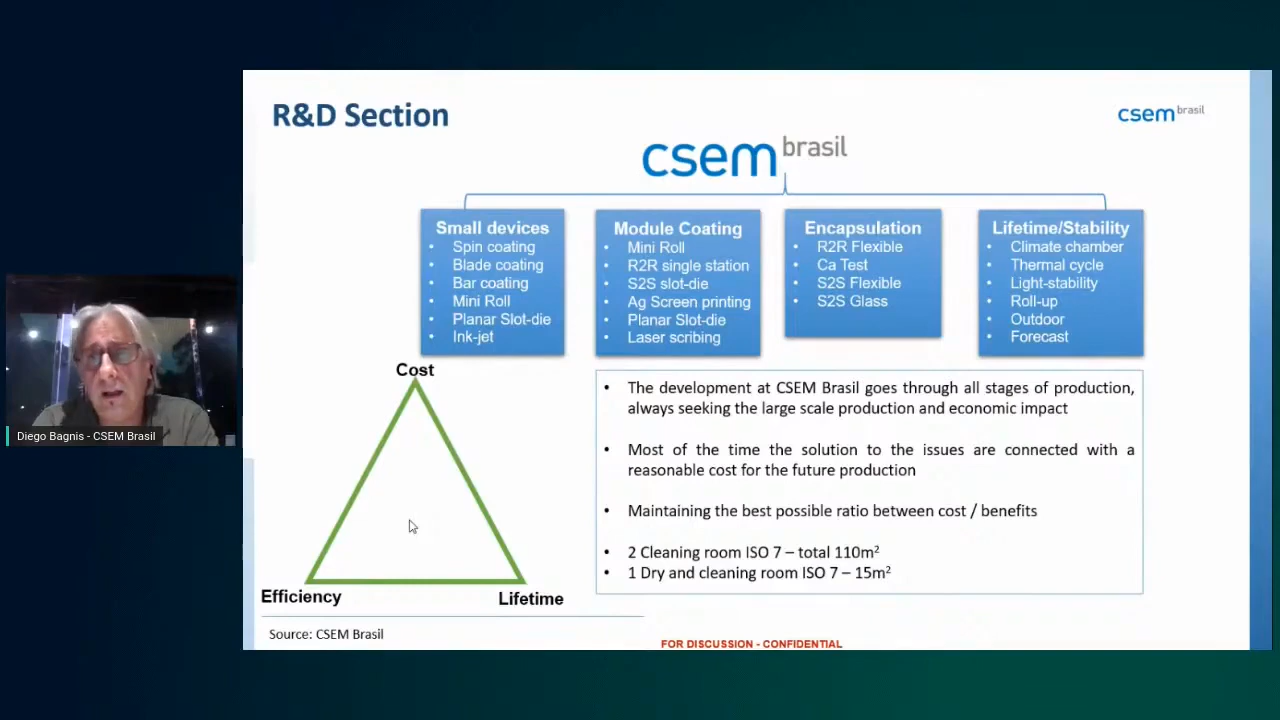 R&D Section
csem brasil
csem brasil
Small devices
• Spin coating
• Blade coating
• Bar coating
• Mini Roll
• Planar Slot-die
• Ink-jet
Module Coating
• Mini Roll
• R2R single station
• S2S slot-die
• Ag Screen printing
• Planar Slot-die
• Laser scribing
Encapsulation
• R2R Flexible
• Ca Test
• S2S Flexible
• S2S Glass
Lifetime/Stability
• Climate chamber
• Thermal cycle
• Light-stability
• Roll-up
• Outdoor
• Forecast
Cost
Efficiency
Lifetime
• The development at CSEM Brasil goes through all stages of production,
always seeking the large scale production and economic impact
• Most of the time the solution to the issues are connected with a
reasonable cost for the future production
• Maintaining the best possible ratio between cost / benefits
• 2 Cleaning room ISO 7 – total 110m²
• 1 Dry and cleaning room ISO 7 – 15m²
Source: CSEM Brasil
FOR DISCUSSION - CONFIDENTIAL
Diego Bagnis - CSEM Brasil